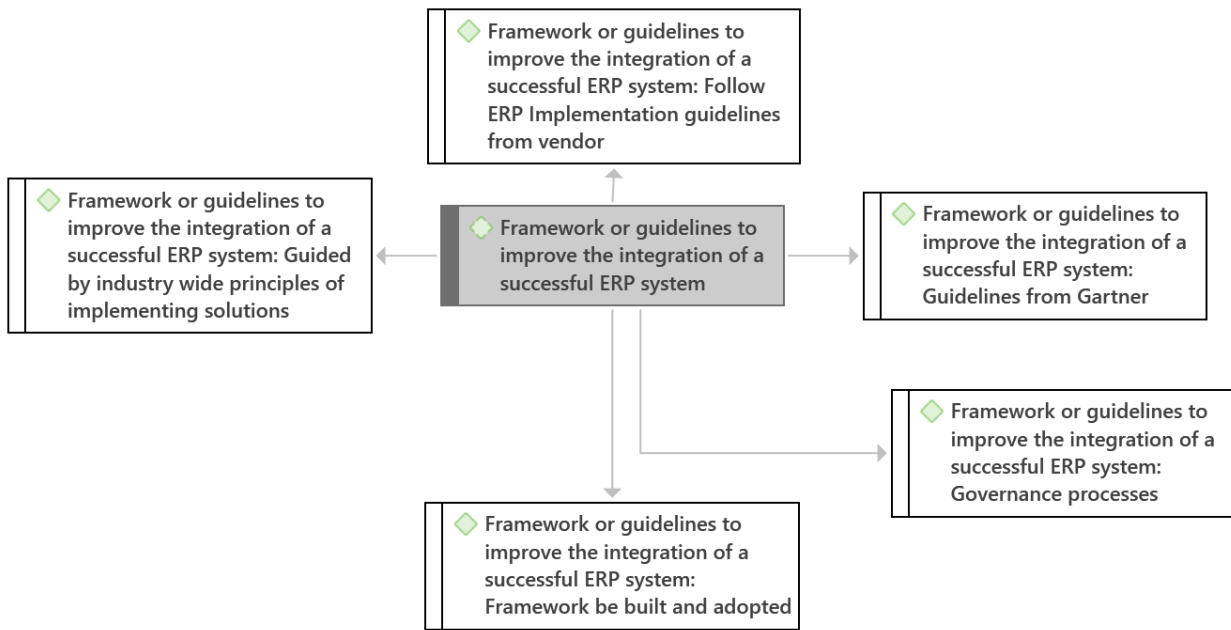 Framework or guidelines to
improve the integration of a
successful ERP system: Follow
ERP Implementation guidelines
from vendor
Framework or guidelines to
improve the integration of a
successful ERP system: Guided
by industry wide principles of
implementing solutions
Framework or guidelines to
improve the integration of a
successful ERP system
Framework or guidelines to
improve the integration of a
successful ERP system:
Guidelines from Gartner
Framework or guidelines to
improve the integration of a
successful ERP system:
Governance processes
Framework or guidelines to
improve the integration of a
successful ERP system:
Framework be built and adopted